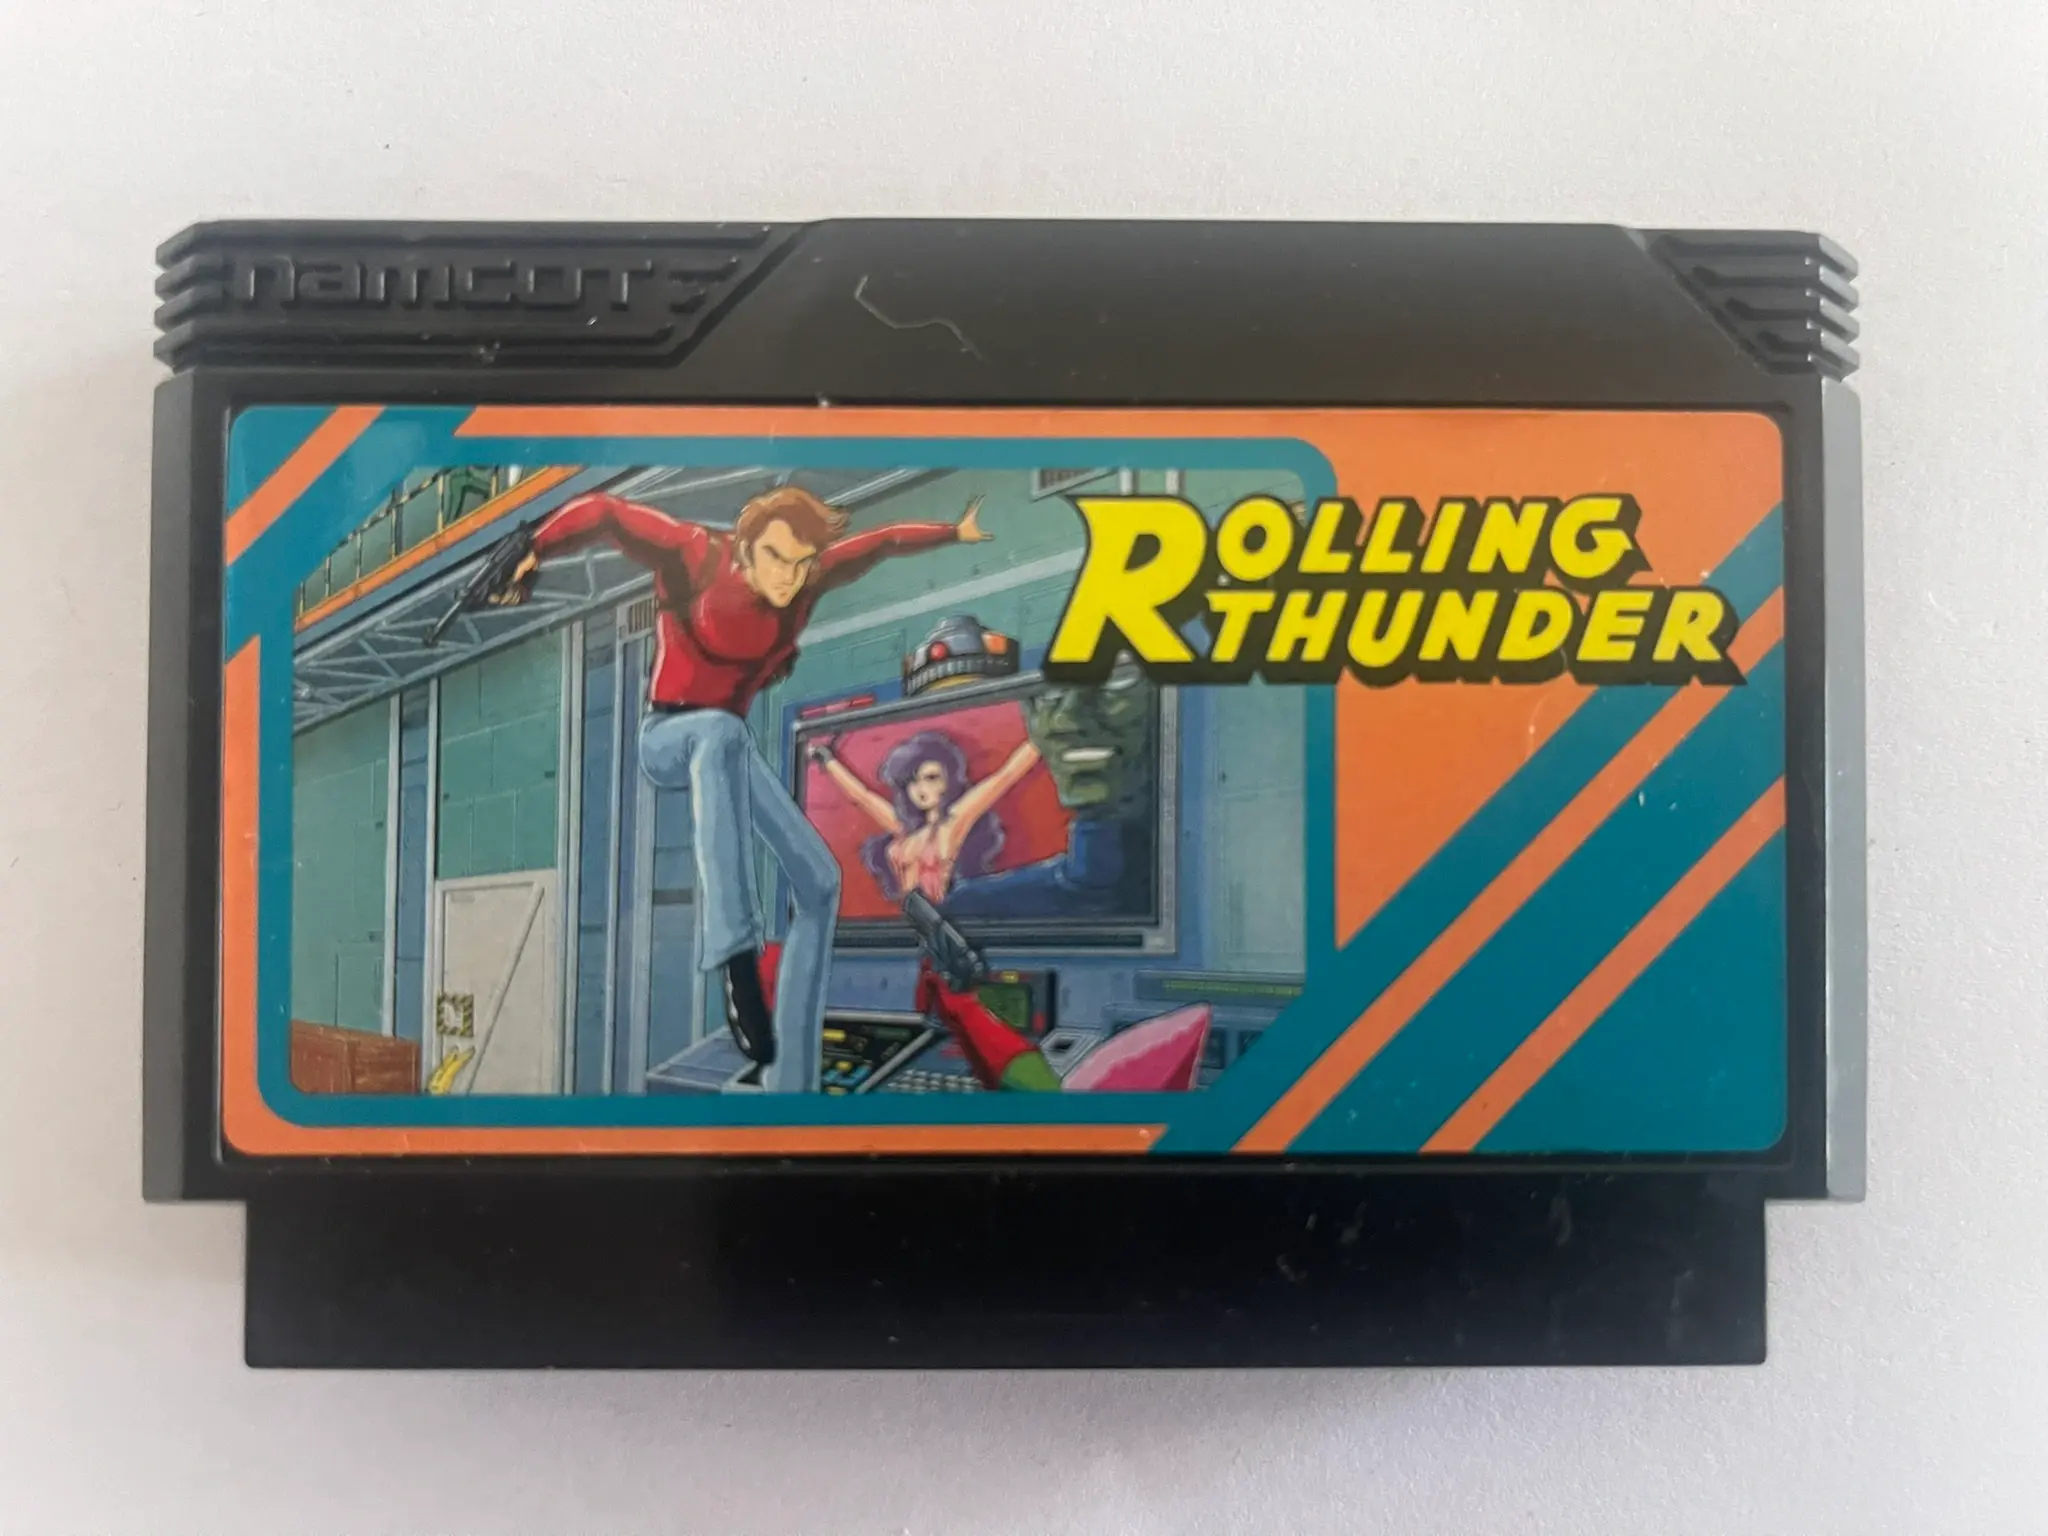 namcot
ROLLING
THUNDER